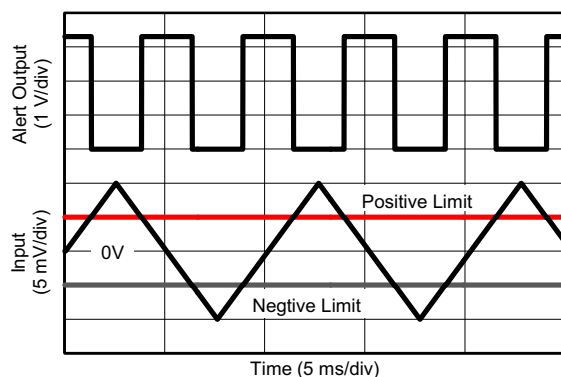 Alert Output
(1 V/div)
Positive Limit
0V
Input
(5 mV/div)
Negtive Limit
Time (5 ms/div)